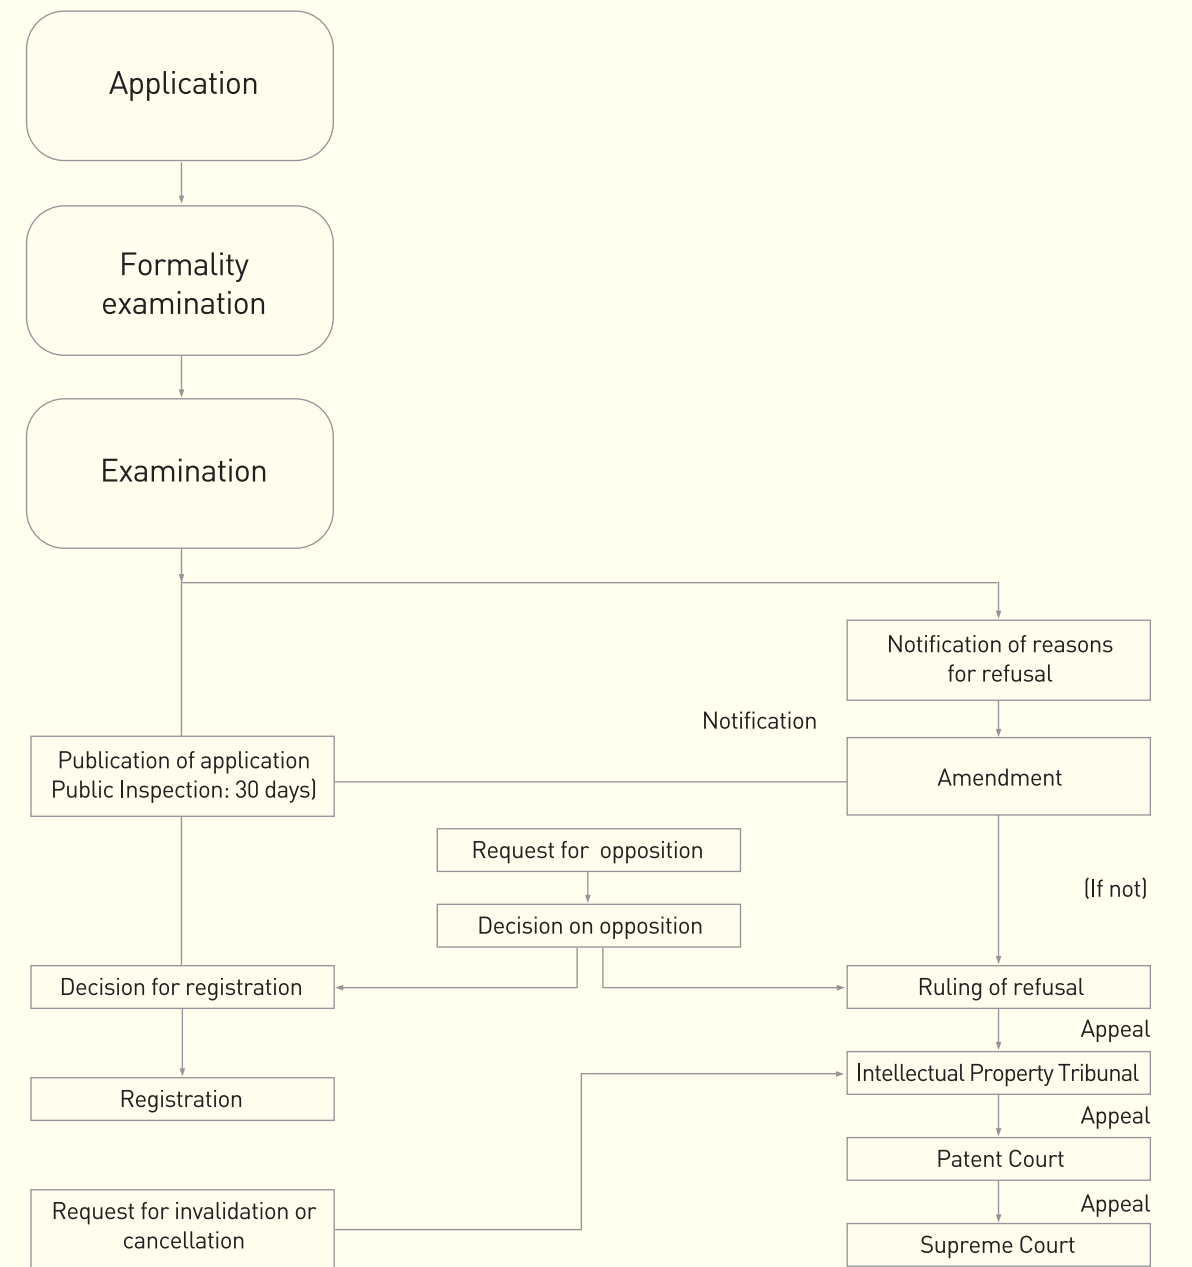 Application
Formality
examination
Examination
Notification of reasons
for refusal
Notification
Publication of application
Public Inspection: 30 days)
Amendment
Request for  opposition
(If not)
Decision on opposition
Decision for registration
Ruling of refusal
Appeal
Intellectual Property Tribunal
Registration
Appeal
Patent Court
Appeal
Request for invalidation or
cancellation
Supreme Court